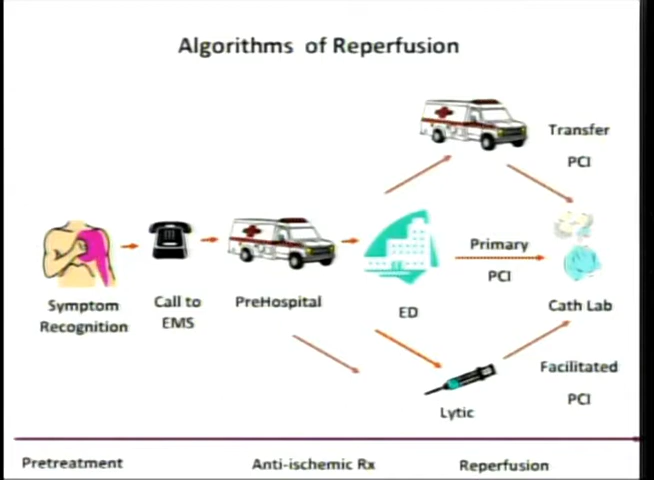 Algorithms of Reperfusion
Transfer
PCI
Primary
PCI
Symptom
Recognition
Call to
EMS
PreHospital
ED
Cath Lab
Facilitated
PCI
Lytic
Pretreatment
Anti-ischemic Rx
Reperfusion